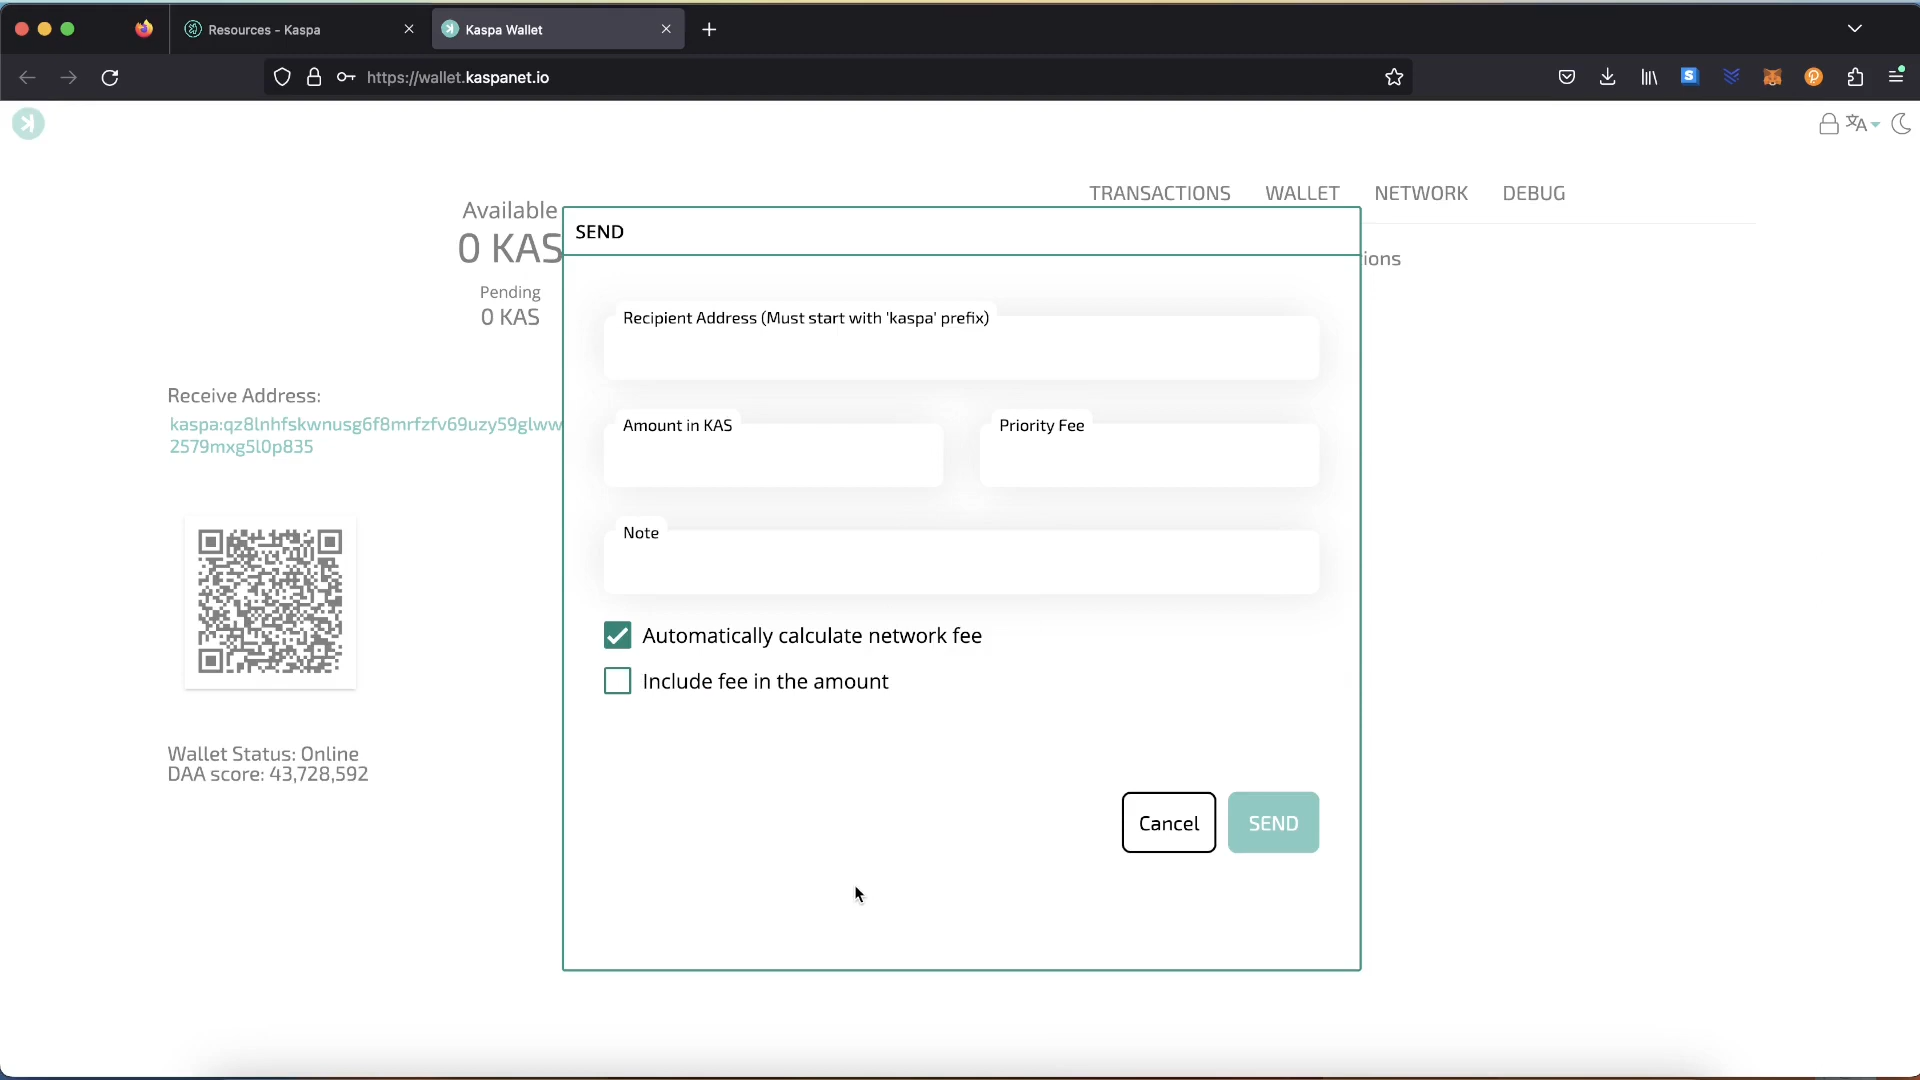 Resources - Kaspa
Kaspa Wallet
https://wallet.kaspanet.io
TRANSACTIONS WALLET NETWORK DEBUG
Available
0 KAS
Pending
0 KAS
ions
Receive Address:
kaspa:qz8lnhfskwnusg6f8mrfzfv69uzy59glww
2579mxg5l0p835
Wallet Status: Online
DAA score: 43,728,592
SEND
Recipient Address (Must start with 'kaspa' prefix)
Amount in KAS
Priority Fee
Note
Automatically calculate network fee
Include fee in the amount
Cancel
SEND